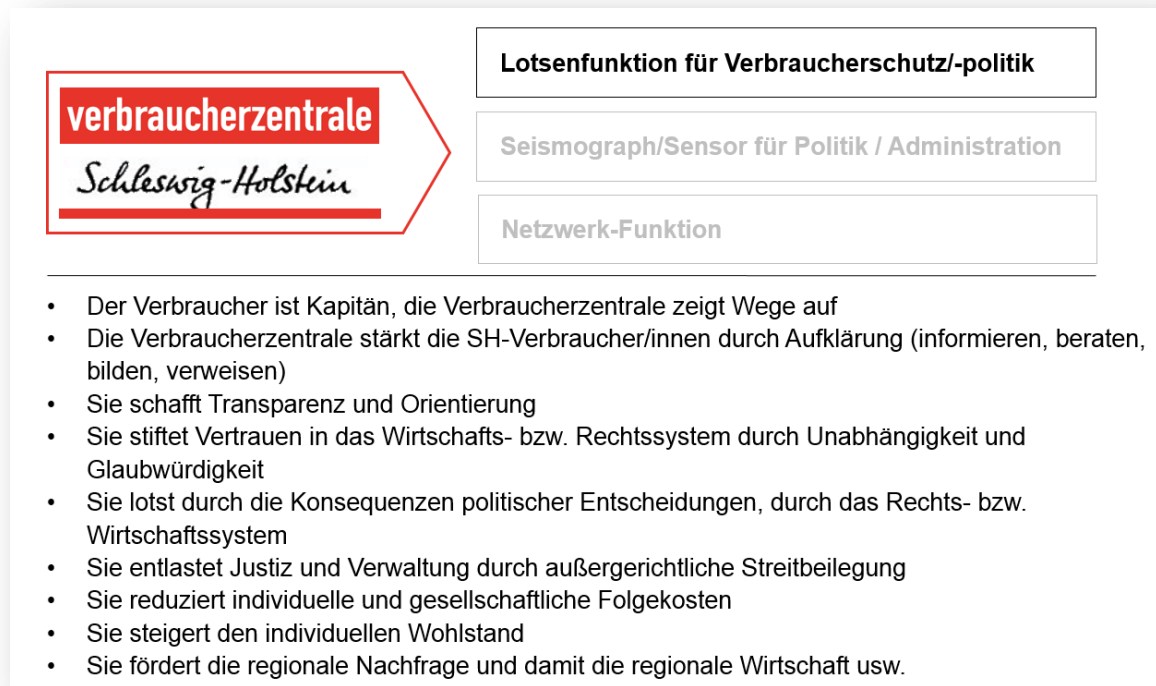 verbraucherzentrale
Schleswig-Holstein
Lotsenfunktion für Verbraucherschutz/-politik
Seismograph/Sensor für Politik / Administration
Netzwerk-Funktion
• Der Verbraucher ist Kapitän, die Verbraucherzentrale zeigt Wege auf
• Die Verbraucherzentrale stärkt die SH-Verbraucher/innen durch Aufklärung (informieren, beraten,
bilden, verweisen)
• Sie schafft Transparenz und Orientierung
• Sie stiftet Vertrauen in das Wirtschafts- bzw. Rechtssystem durch Unabhängigkeit und
Glaubwürdigkeit
• Sie lotst durch die Konsequenzen politischer Entscheidungen, durch das Rechts- bzw.
Wirtschaftssystem
• Sie entlastet Justiz und Verwaltung durch außergerichtliche Streitbeilegung
• Sie reduziert individuelle und gesellschaftliche Folgekosten
• Sie steigert den individuellen Wohlstand
• Sie fördert die regionale Nachfrage und damit die regionale Wirtschaft usw.